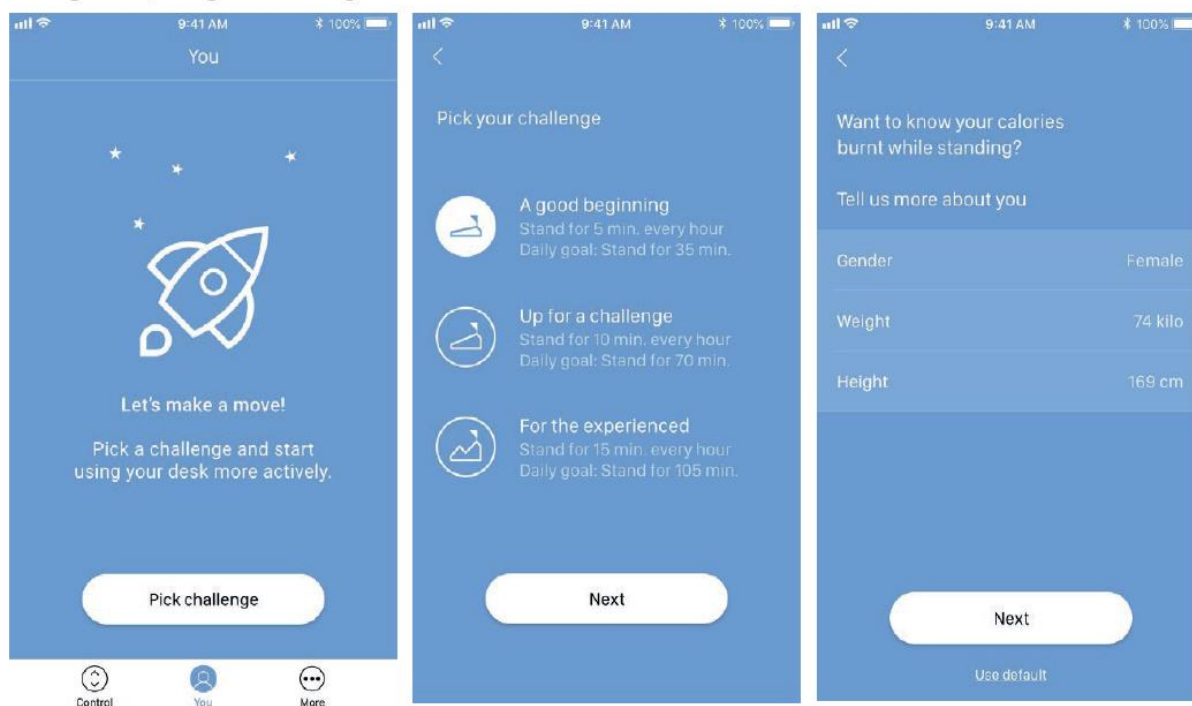 9:41 AM
100%
You
Let's make a move!
Pick a challenge and start
using your desk more actively.
Pick challenge
Control
You
More
9:41 AM
100%
Pick your challenge
A good beginning
Stand for 5 min. every hour
Daily goal: Stand for 35 min.
Up for a challenge
Stand for 10 min. every hour
Daily goal: Stand for 70 min.
For the experienced
Stand for 15 min. every hour
Daily goal: Stand for 105 min.
Next
9:41 AM
100%
Want to know your calories
burnt while standing?
Tell us more about you
Gender Female
Weight 74 kilo
Height 169 cm
Next
Use default